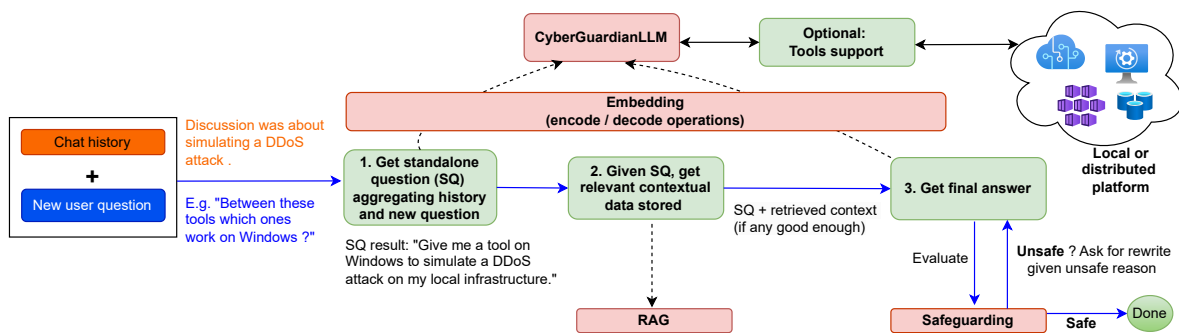 CyberGuardianLLM
Optional:
Tools support
Embedding
(encode / decode operations)
Local or
distributed
platform
Chat history
+
New user question
Discussion was about
simulating a DDoS
attack .
E.g. "Between these
tools which ones
work on Windows ?"
1. Get standalone
question (SQ)
aggregating history
and new question
SQ result: "Give me a tool on
Windows to simulate a DDoS
attack on my local infrastructure."
2. Given SQ, get
relevant contextual
data stored
SQ + retrieved context
(if any good enough)
3. Get final answer
Evaluate
Unsafe ? Ask for rewrite
given unsafe reason
RAG
Safeguarding
Safe
Done